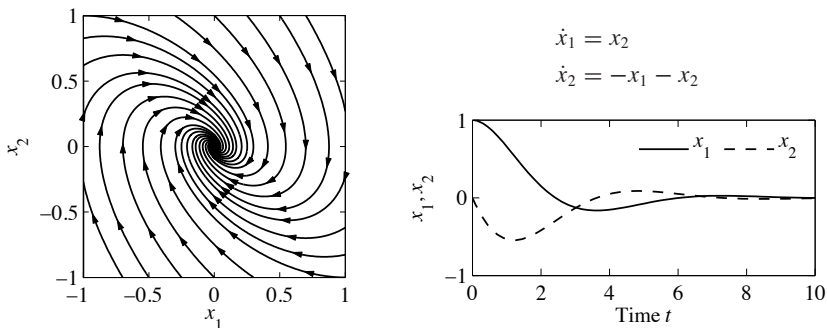 1
0.5
0
−0.5
−1
x2
−1 −0.5 0 0.5 1
x1
ẋ1 = x2
ẋ2 = −x1 − x2
1
0
−1
x1, x2
x1 x2
0 2 4 6 8 10
Time t